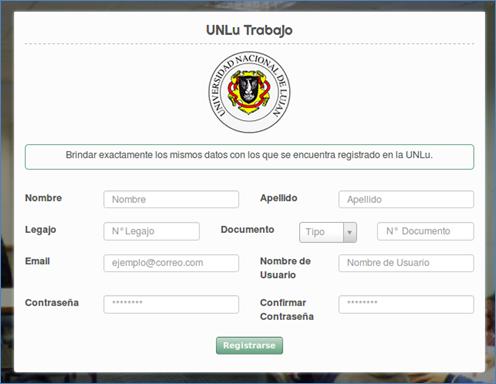 UNLu Trabajo
UNIVERSIDAD NACIONAL DE LUJAN
Brindar exactamente los mismos datos con los que se encuentra registrado en la UNLu.
Nombre Nombre Apellido Apellido
Legajo N°Legajo Documento Tipo N° Documento
Email ejemplo@correo.com Nombre de Usuario Nombre de Usuario
Contraseña ******** Confirmar Contraseña ********
Registrarse